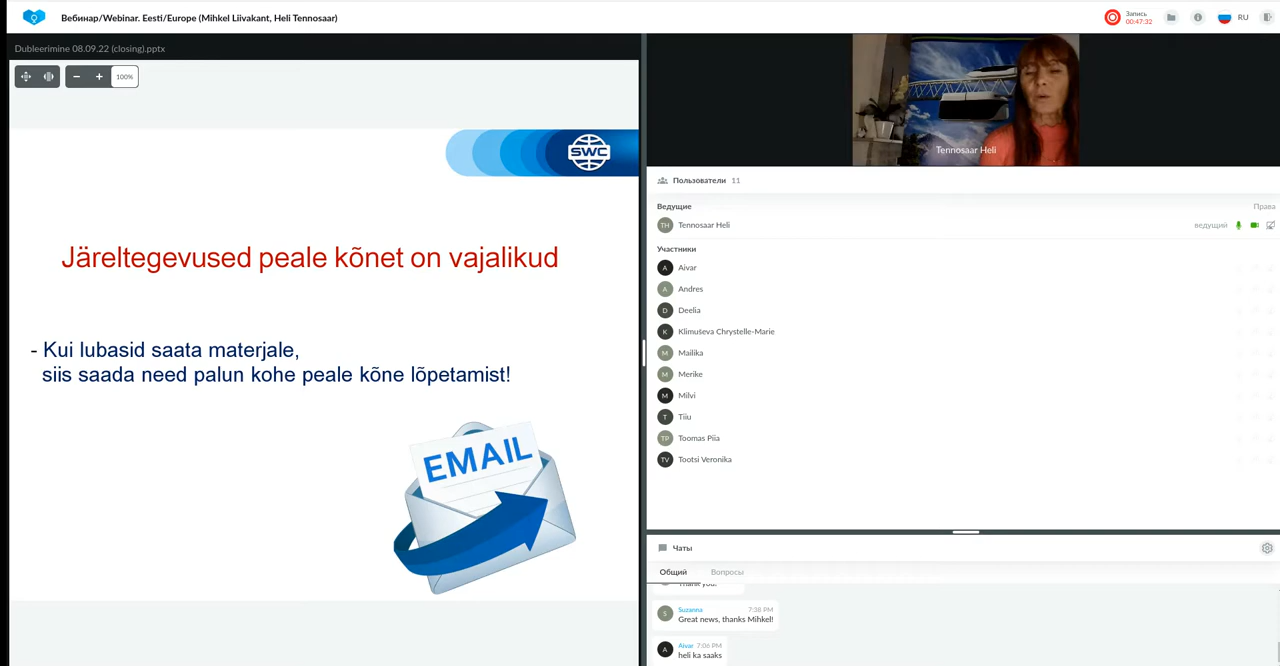 Вебинар/Webinar. Eesti/Europe (Mihkel Liivakant, Heli Tennosaar)
Запись
00:47:32
RU
Dubleerimine 08.09.22 (closing).pptx
100%
SWC
Järeltegevused peale kõnet on vajalikud
- Kui lubasid saata materjale,
siis saada need palun kohe peale kõne lõpetamist!
EMAIL
Tennosaar Heli
Пользователи 11
Ведущие
Права
TH Tennosaar Heli
ведущий
Участники
A Aivar
A Andres
D Deelia
K Klimuševa Chrystelle-Marie
M Mailika
M Merike
M Milvi
T Tiiu
TP Toomas Piia
TV Tootsi Veronika
Чаты
Общий Вопросы
Thank you!
S Suzanna 7:38 PM
Great news, thanks Mihkel!
A Aivar 7:06 PM
heli ka saaks